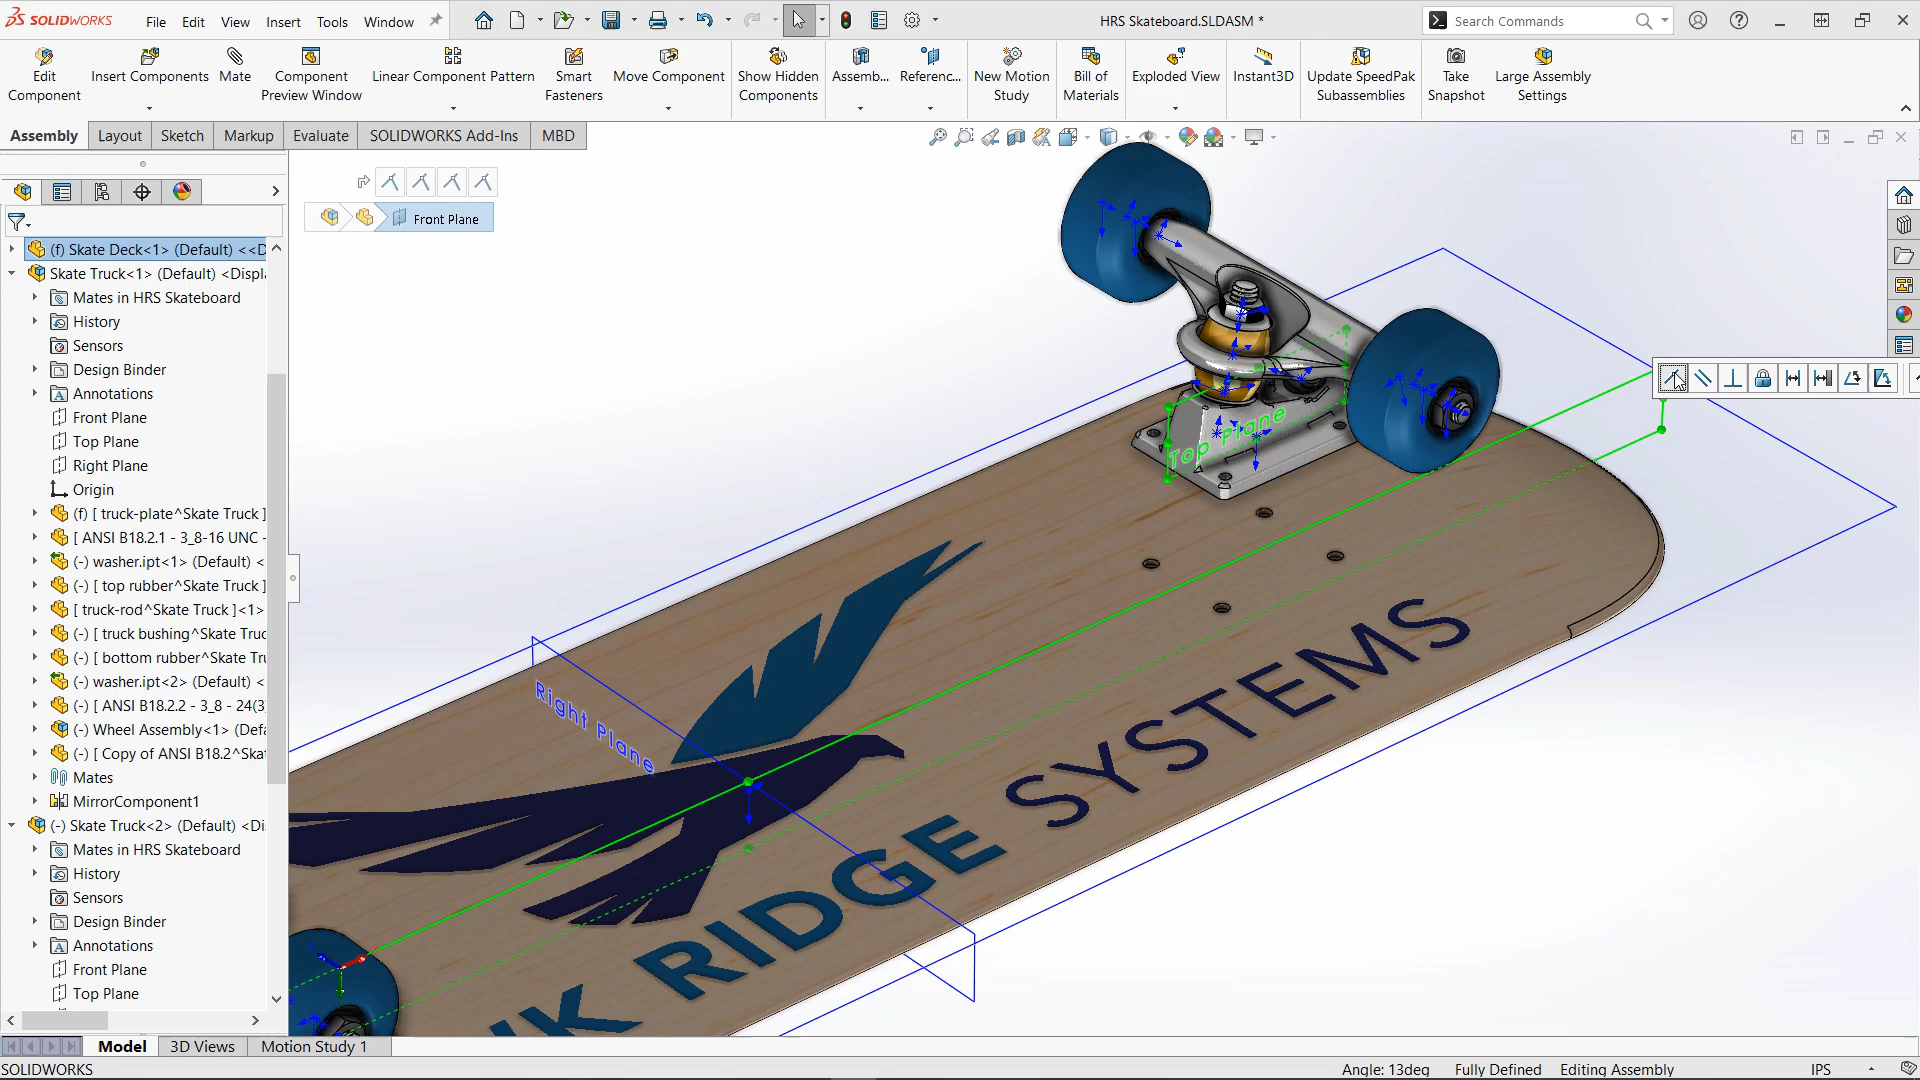 SOLIDWORKS File Edit View Insert Tools Window HRS Skateboard.SLDASM * Search Commands
Edit Component
Insert Components
Mate
Component Preview Window
Linear Component Pattern
Smart Fasteners
Move Component
Show Hidden Components
Assemb...
Referenc...
New Motion Study
Bill of Materials
Exploded View
Instant3D
Update SpeedPak Subassemblies
Take Snapshot
Large Assembly Settings
Assembly Layout Sketch Markup Evaluate SOLIDWORKS Add-Ins MBD
Front Plane
(f) Skate Deck<1> (Default) <<D
Skate Truck<1> (Default) <Displ
Mates in HRS Skateboard
History
Sensors
Design Binder
Annotations
Front Plane
Top Plane
Right Plane
Origin
(f) [ truck-plate^Skate Truck ]
[ ANSI B18.2.1 - 3_8-16 UNC -
(-) washer.ipt<1> (Default) <
(-) [ top rubber^Skate Truck ]
[ truck-rod^Skate Truck ]<1>
(-) [ truck bushing^Skate Truc
(-) [ bottom rubber^Skate Tru
(-) washer.ipt<2> (Default) <
(-) [ ANSI B18.2.2 - 3_8 - 24(3
(-) Wheel Assembly<1> (Defa
(-) [ Copy of ANSI B18.2^Skat
Mates
MirrorComponent1
(-) Skate Truck<2> (Default) <Di
Mates in HRS Skateboard
History
Sensors
Design Binder
Annotations
Front Plane
Top Plane
Top Plane
Right Plane
K RIDGE SYSTEMS
Model 3D Views Motion Study 1
SOLIDWORKS Angle: 13deg Fully Defined Editing Assembly IPS